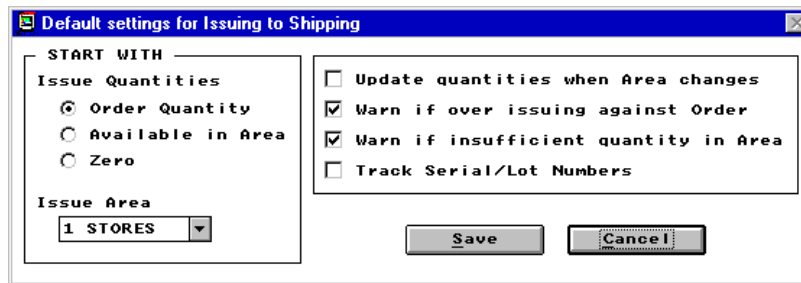 Default settings for Issuing to Shipping
START WITH
Issue Quantities
Order Quantity
Available in Area
Zero
Issue Area
1 STORES
Update quantities when Area changes
Warn if over issuing against Order
Warn if insufficient quantity in Area
Track Serial/Lot Numbers
Save
Cancel